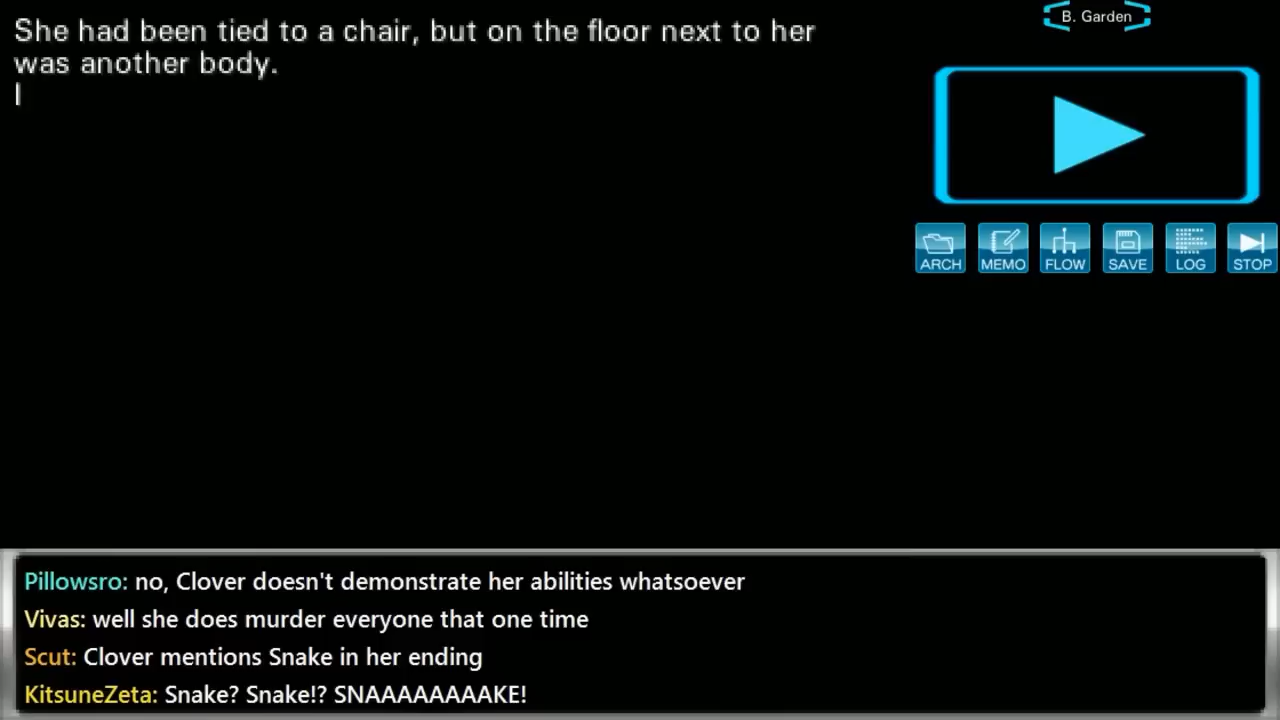 She had been tied to a chair, but on the floor next to her
was another body.
B. Garden
ARCH MEMO FLOW SAVE LOG STOP
Pillowsro: no, Clover doesn't demonstrate her abilities whatsoever
Vivas: well she does murder everyone that one time
Scut: Clover mentions Snake in her ending
KitsuneZeta: Snake? Snake!? SNAAAAAAAAKE!